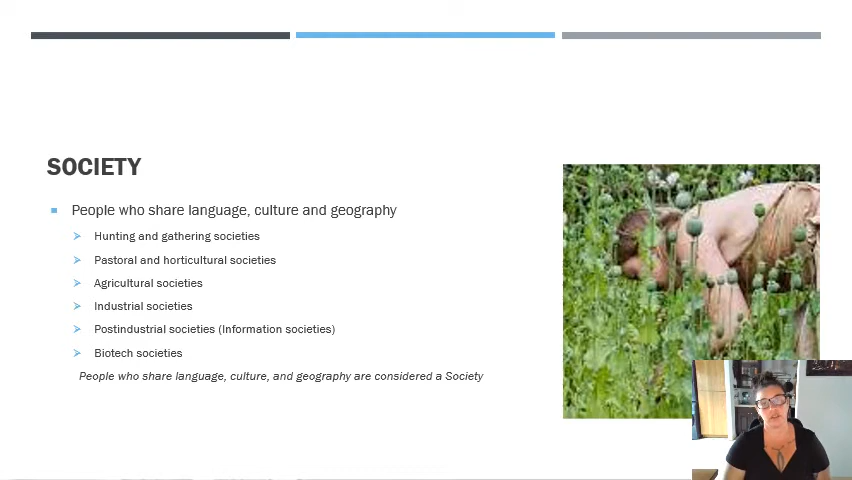 SOCIETY
People who share language, culture and geography
Hunting and gathering societies
Pastoral and horticultural societies
Agricultural societies
Industrial societies
Postindustrial societies (Information societies)
Biotech societies
People who share language, culture, and geography are considered a Society